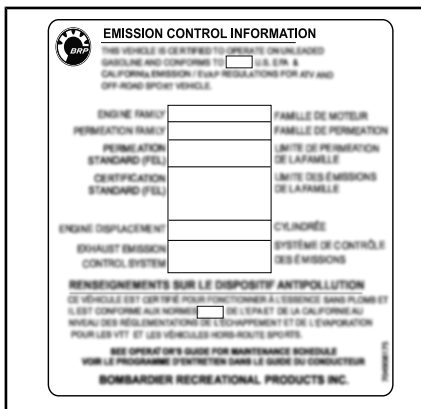 BRP
EMISSION CONTROL INFORMATION
THIS VEHICLE IS CERTIFIED TO OPERATE ON UNLEADED
GASOLINE AND CONFORMS TO U.S. EPA &
CALIFORNIA EMISSION / EVAP REGULATIONS FOR ATV AND
OFF-ROAD SPORT VEHICLE.
ENGINE FAMILY FAMILLE DE MOTEUR
PERMEATION FAMILY FAMILLE DE PERMEATION
PERMEATION LIMITE DE PERMEATION
STANDARD (FEL) DE LA FAMILLE
CERTIFICATION LIMITE DES ÉMISSIONS
STANDARD (FEL) DE LA FAMILLE
ENGINE DISPLACEMENT CYLINDRÉE
EXHAUST EMISSION SYSTÈME DE CONTRÔLE
CONTROL SYSTEM DES ÉMISSIONS
RENSEIGNEMENTS SUR LE DISPOSITIF ANTIPOLLUTION
CE VÉHICULE EST CERTIFIÉ POUR FONCTIONNER À L'ESSENCE SANS PLOMB ET
IL EST CONFORME AUX NORMES DE L'EPA ET DE LA CALIFORNIE AU
NIVEAU DES RÉGLEMENTATIONS DE L'ÉCHAPPEMENT ET DE L'ÉVAPORATION
POUR LES VTT ET LES VÉHICULES HORS-ROUTE SPORTS.
SEE OPERATOR'S GUIDE FOR MAINTENANCE SCHEDULE
VOIR LE PROGRAMME D'ENTRETIEN DANS LE GUIDE DU CONDUCTEUR
BOMBARDIER RECREATIONAL PRODUCTS INC.